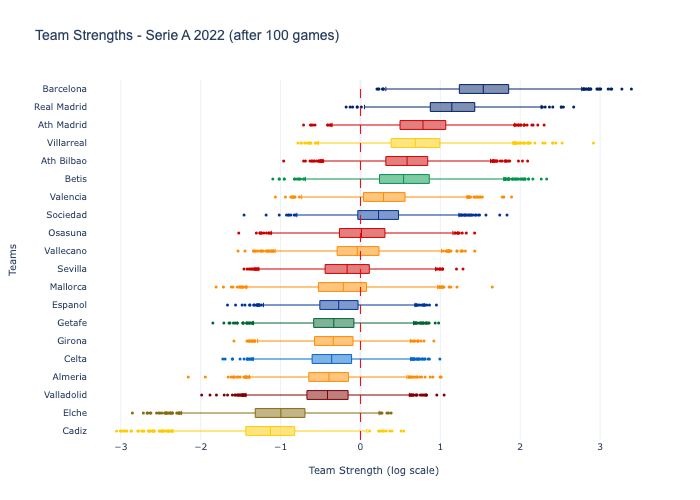 Team Strengths - Serie A 2022 (after 100 games)
Barcelona
Real Madrid
Ath Madrid
Villarreal
Ath Bilbao
Betis
Valencia
Sociedad
Osasuna
Vallecano
Sevilla
Mallorca
Espanol
Getafe
Girona
Celta
Almeria
Valladolid
Elche
Cadiz
Teams
−3 −2 −1 0 1 2 3
Team Strength (log scale)